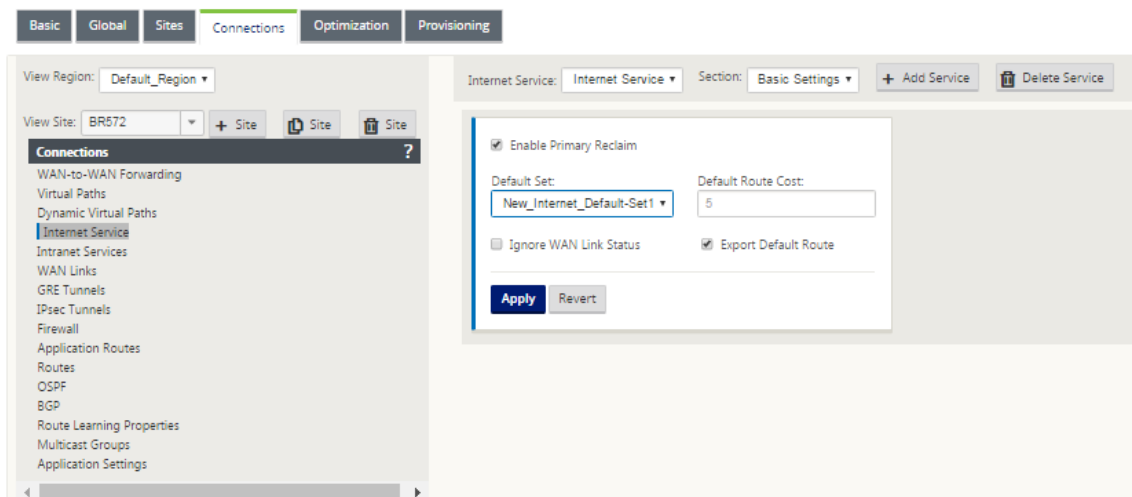 Basic Global Sites Connections Optimization Provisioning
View Region: Default_Region
View Site: BR572 + Site Site Site
Connections ?
WAN-to-WAN Forwarding
Virtual Paths
Dynamic Virtual Paths
Internet Service
Intranet Services
WAN Links
GRE Tunnels
IPsec Tunnels
Firewall
Application Routes
Routes
OSPF
BGP
Route Learning Properties
Multicast Groups
Application Settings
Internet Service: Internet Service Section: Basic Settings + Add Service Delete Service
Enable Primary Reclaim
Default Set: Default Route Cost:
New_Internet_Default-Set1 5
Ignore WAN Link Status Export Default Route
Apply Revert